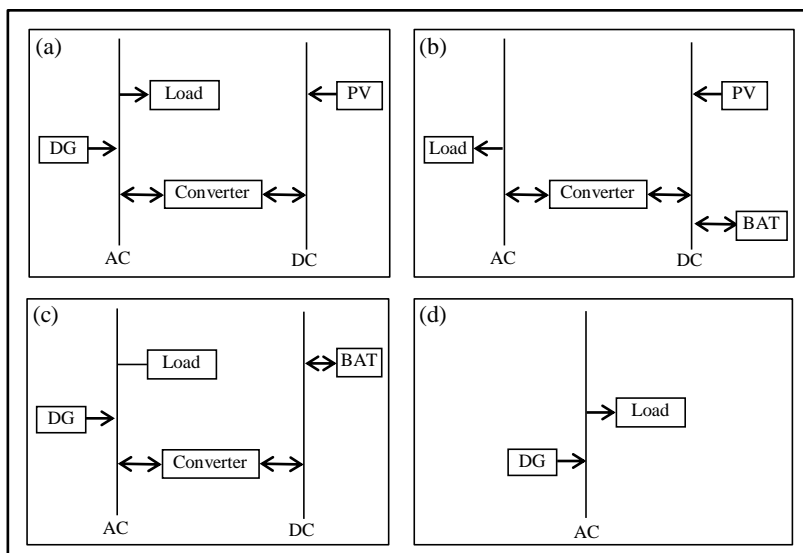 (a)
Load
PV
DG
Converter
AC
DC
(b)
PV
Load
Converter
BAT
AC
DC
(c)
Load
BAT
DG
Converter
AC
DC
(d)
Load
DG
AC